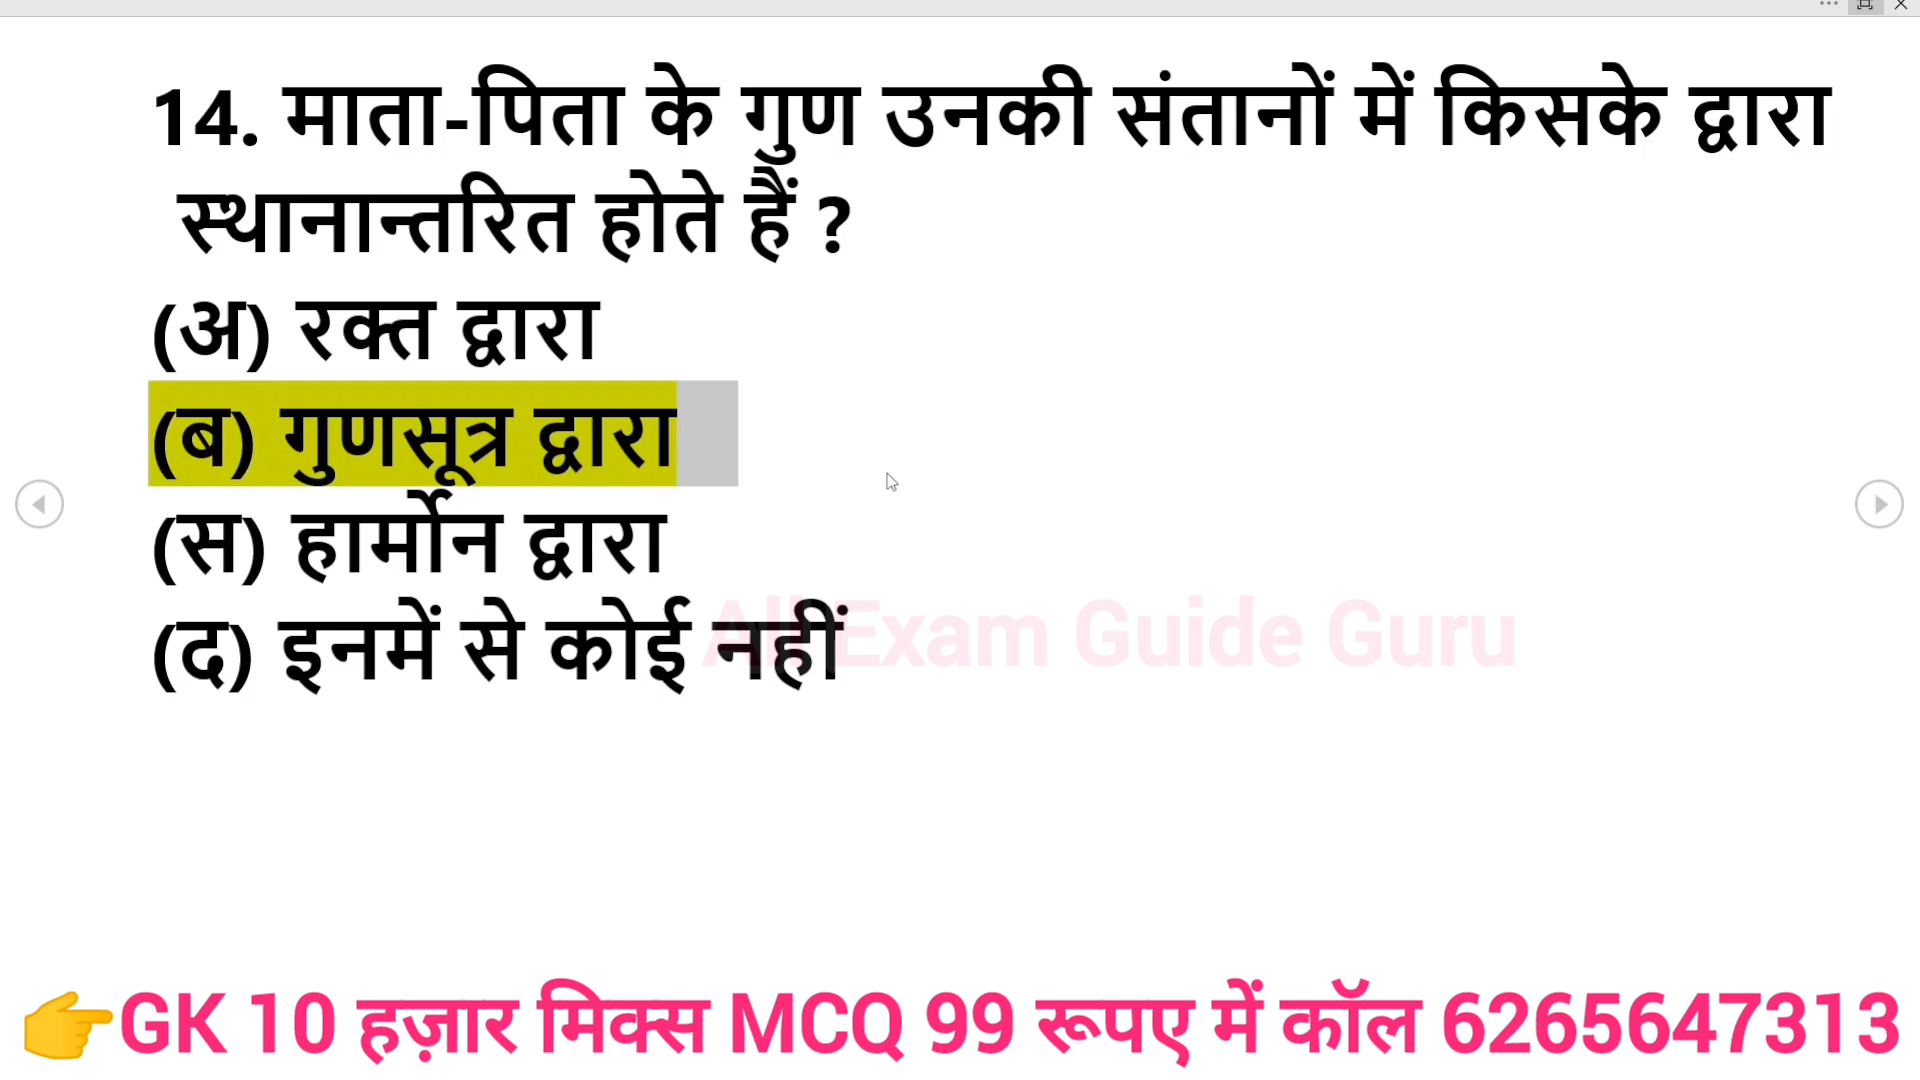 14. माता-पिता के गुण उनकी संतानों में किसके द्वारा
स्थानान्तरित होते हैं ?
(अ) रक्त द्वारा
(ब) गुणसूत्र द्वारा
(स) हार्मोन द्वारा
(द) इनमें से कोई नहीं
All Exam Guide Guru
👉GK 10 हज़ार मिक्स MCQ 99 रूपए में कॉल 6265647313